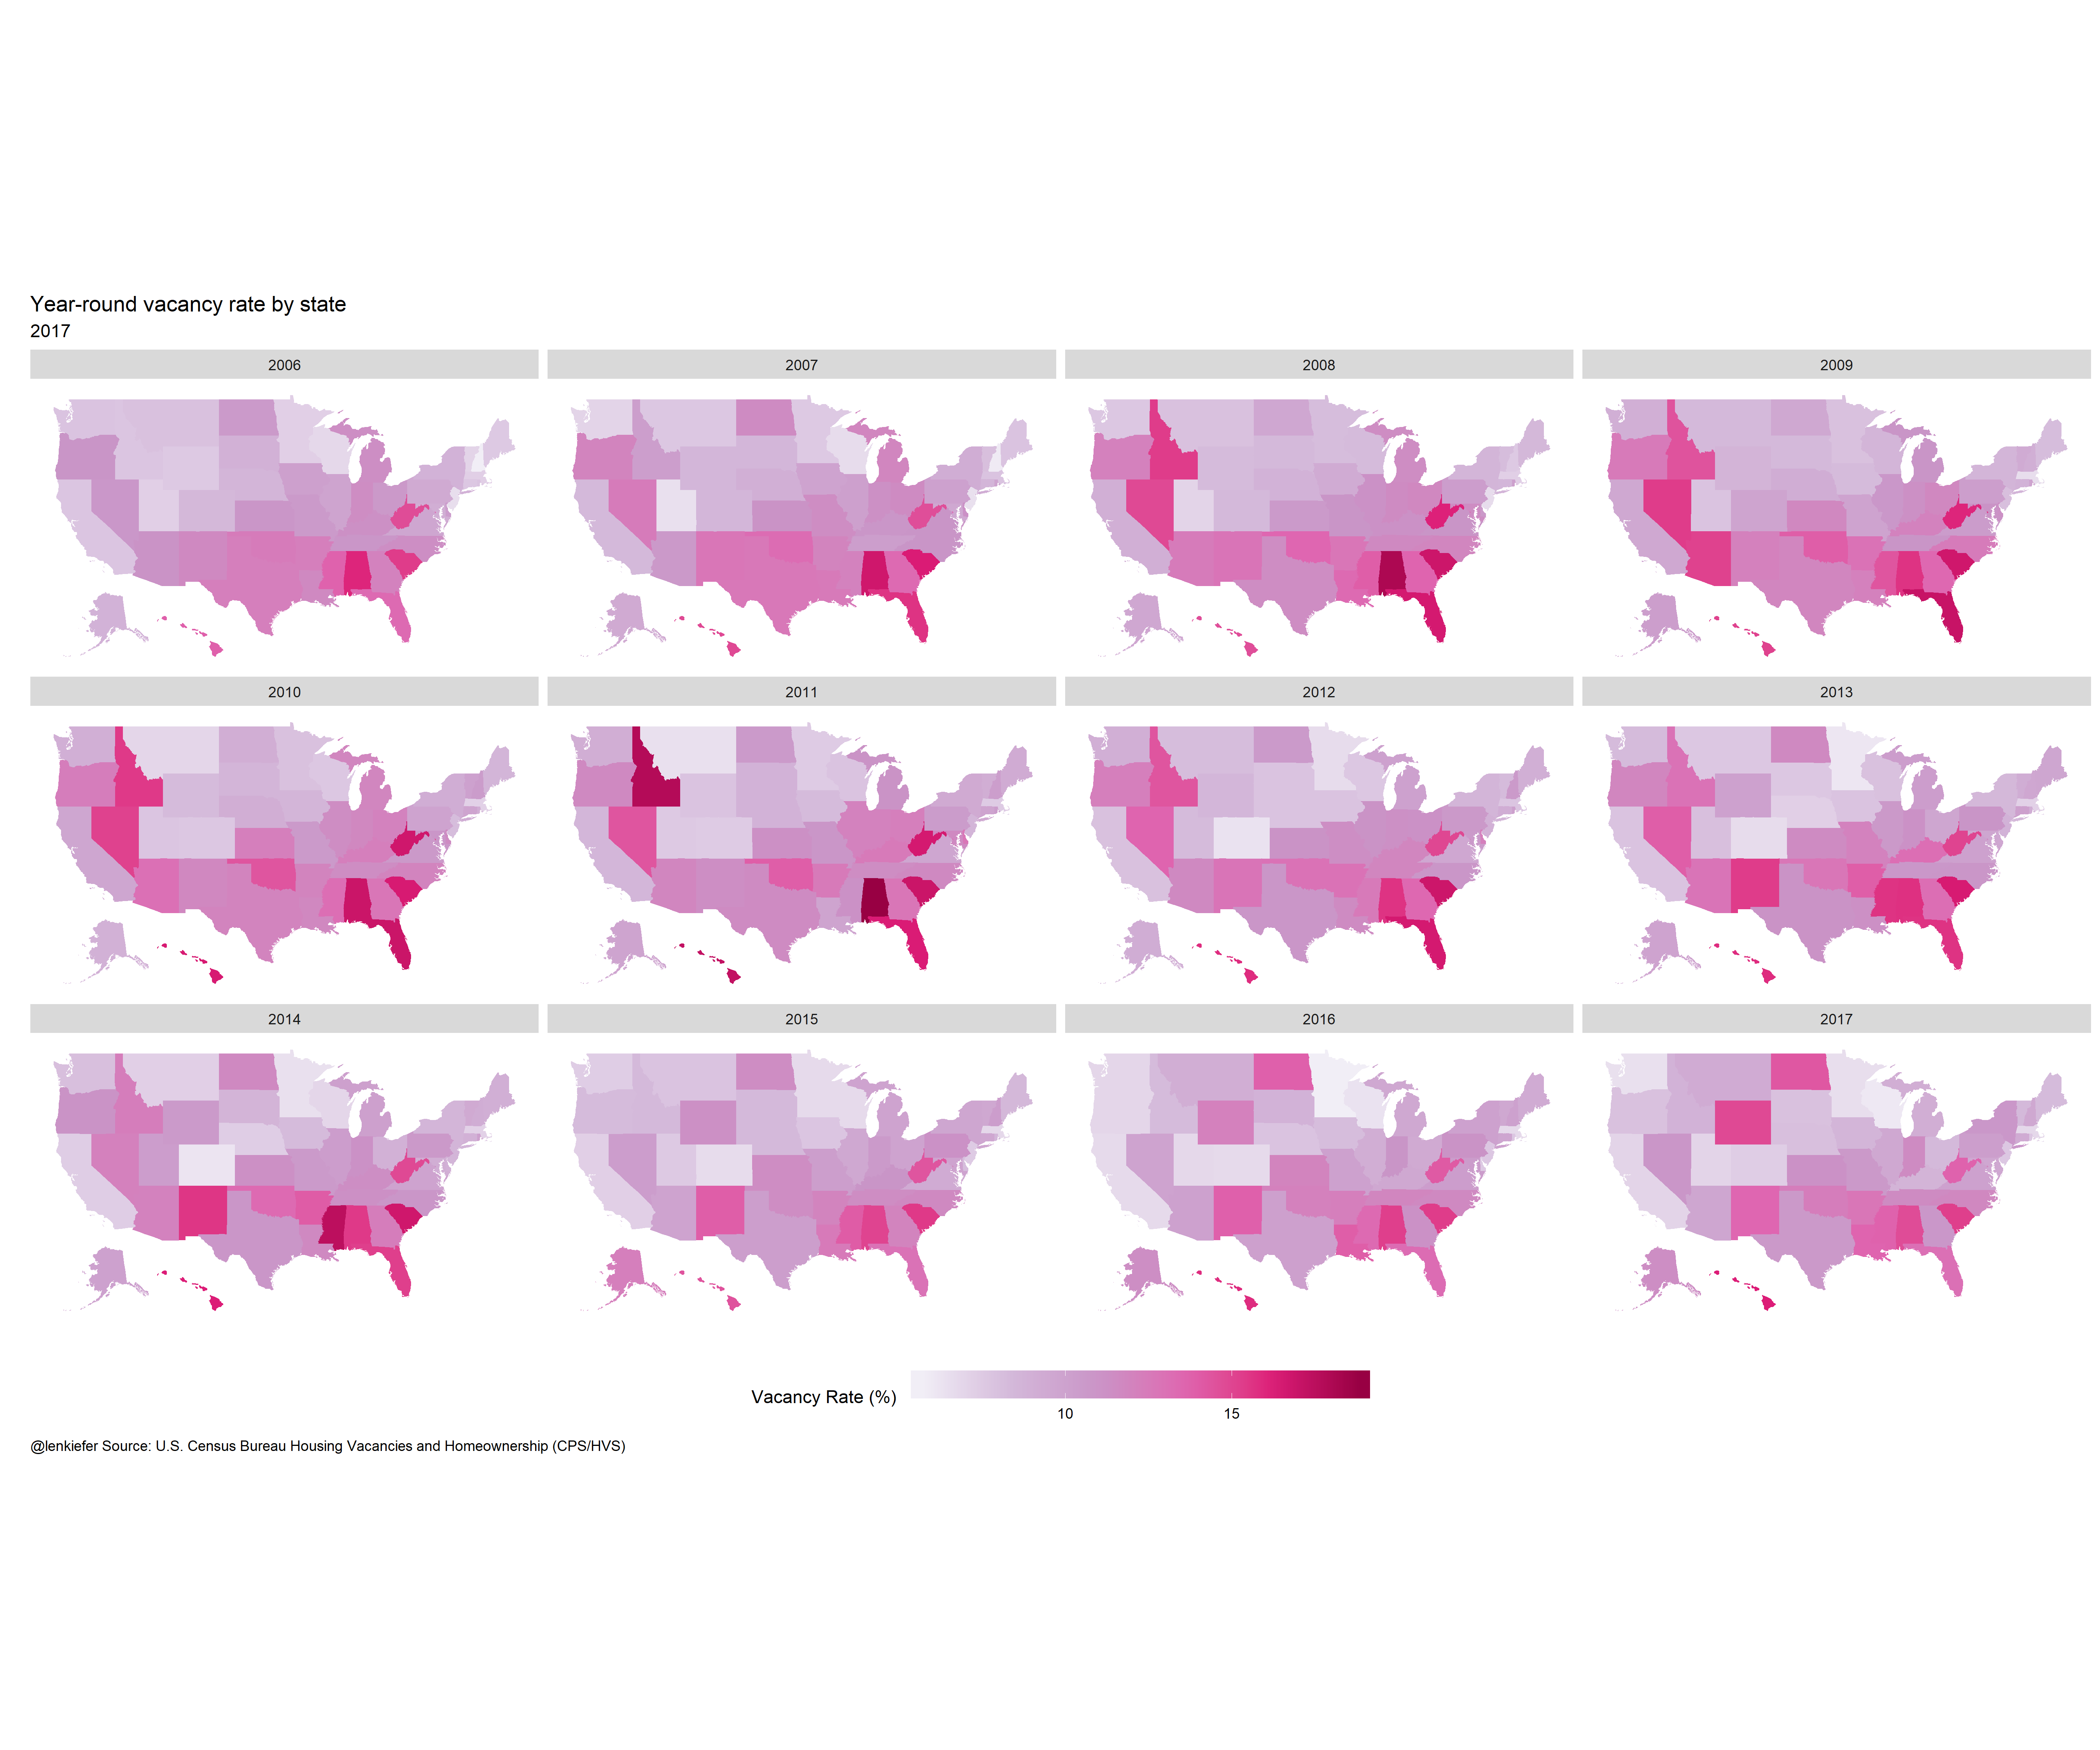 Year-round vacancy rate by state
2017
2006 2007 2008 2009
2010 2011 2012 2013
2014 2015 2016 2017
Vacancy Rate (%)
10 15
@lenkiefer Source: U.S. Census Bureau Housing Vacancies and Homeownership (CPS/HVS)